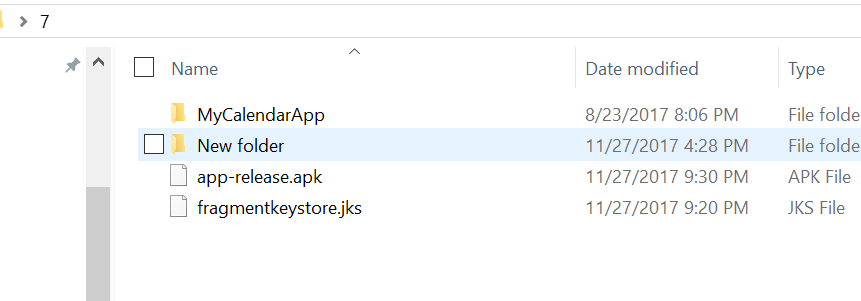 7
Name Date modified Type
MyCalendarApp 8/23/2017 8:06 PM File folde
New folder 11/27/2017 4:28 PM File folde
app-release.apk 11/27/2017 9:30 PM APK File
fragmentkeystore.jks 11/27/2017 9:20 PM JKS File